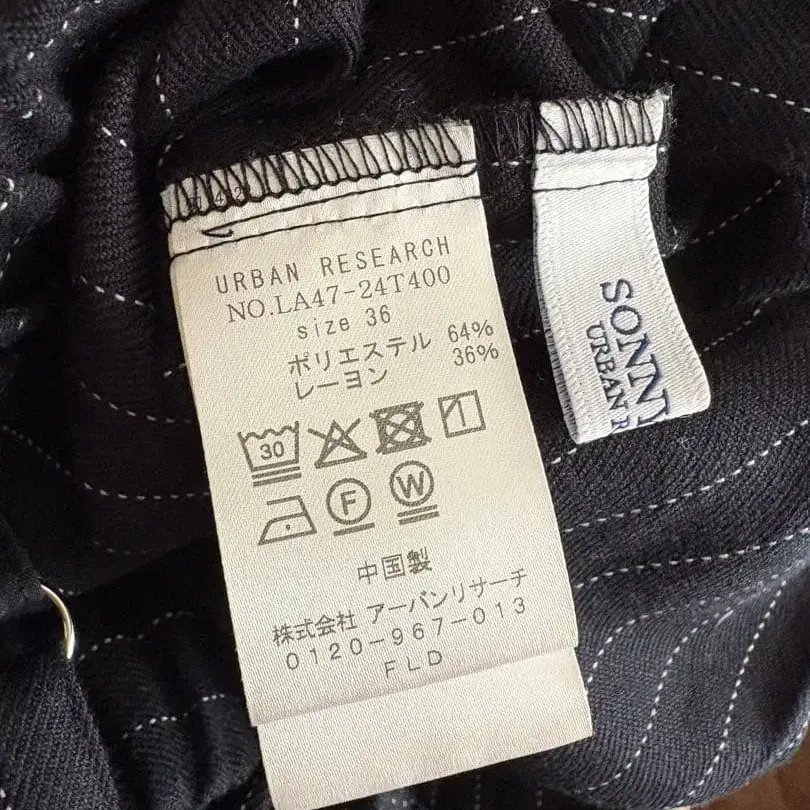 URBAN RESEARCH
NO.LA47-24T400
size 36
ポリエステル 64%
レーヨン 36%
30
F
W
中国製
株式会社 アーバンリサーチ
0120-967-013
FLD
SONN
URBAN R